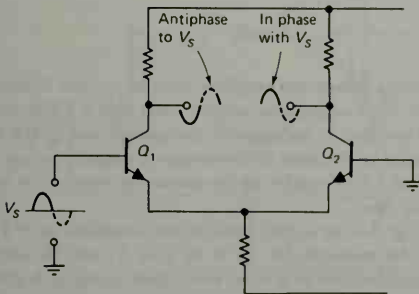 Antiphase
to V_S
In phase
with V_S
Q_1
Q_2
V_S